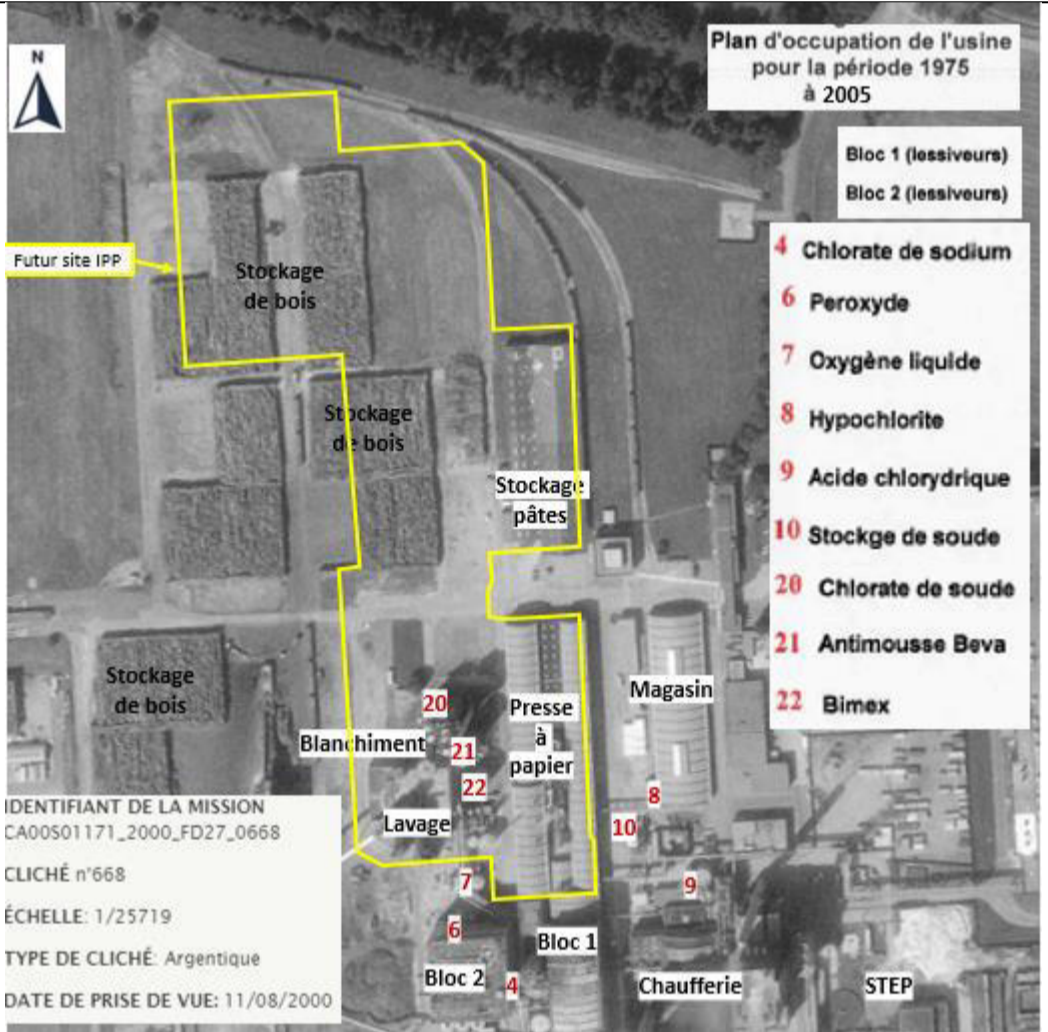 N
Plan d'occupation de l'usine
pour la période 1975
à 2005
Bloc 1 (lessiveurs)
Bloc 2 (lessiveurs)
4 Chlorate de sodium
6 Peroxyde
7 Oxygène liquide
8 Hypochlorite
9 Acide chlorydrique
10 Stockge de soude
20 Chlorate de soude
21 Antimousse Beva
22 Bimex
Futur site IPP
Stockage
de bois
Stockage
de bois
Stockage
pâtes
Stockage
de bois
Magasin
20
Presse
à
papier
Blanchiment
21
22
8
Lavage
10
7
9
6
Bloc 1
Bloc 2
4
Chaufferie
STEP
IDENTIFIANT DE LA MISSION
CA00S01171_2000_FD27_0668
CLICHÉ n°668
ÉCHELLE: 1/25719
TYPE DE CLICHÉ: Argentique
DATE DE PRISE DE VUE: 11/08/2000